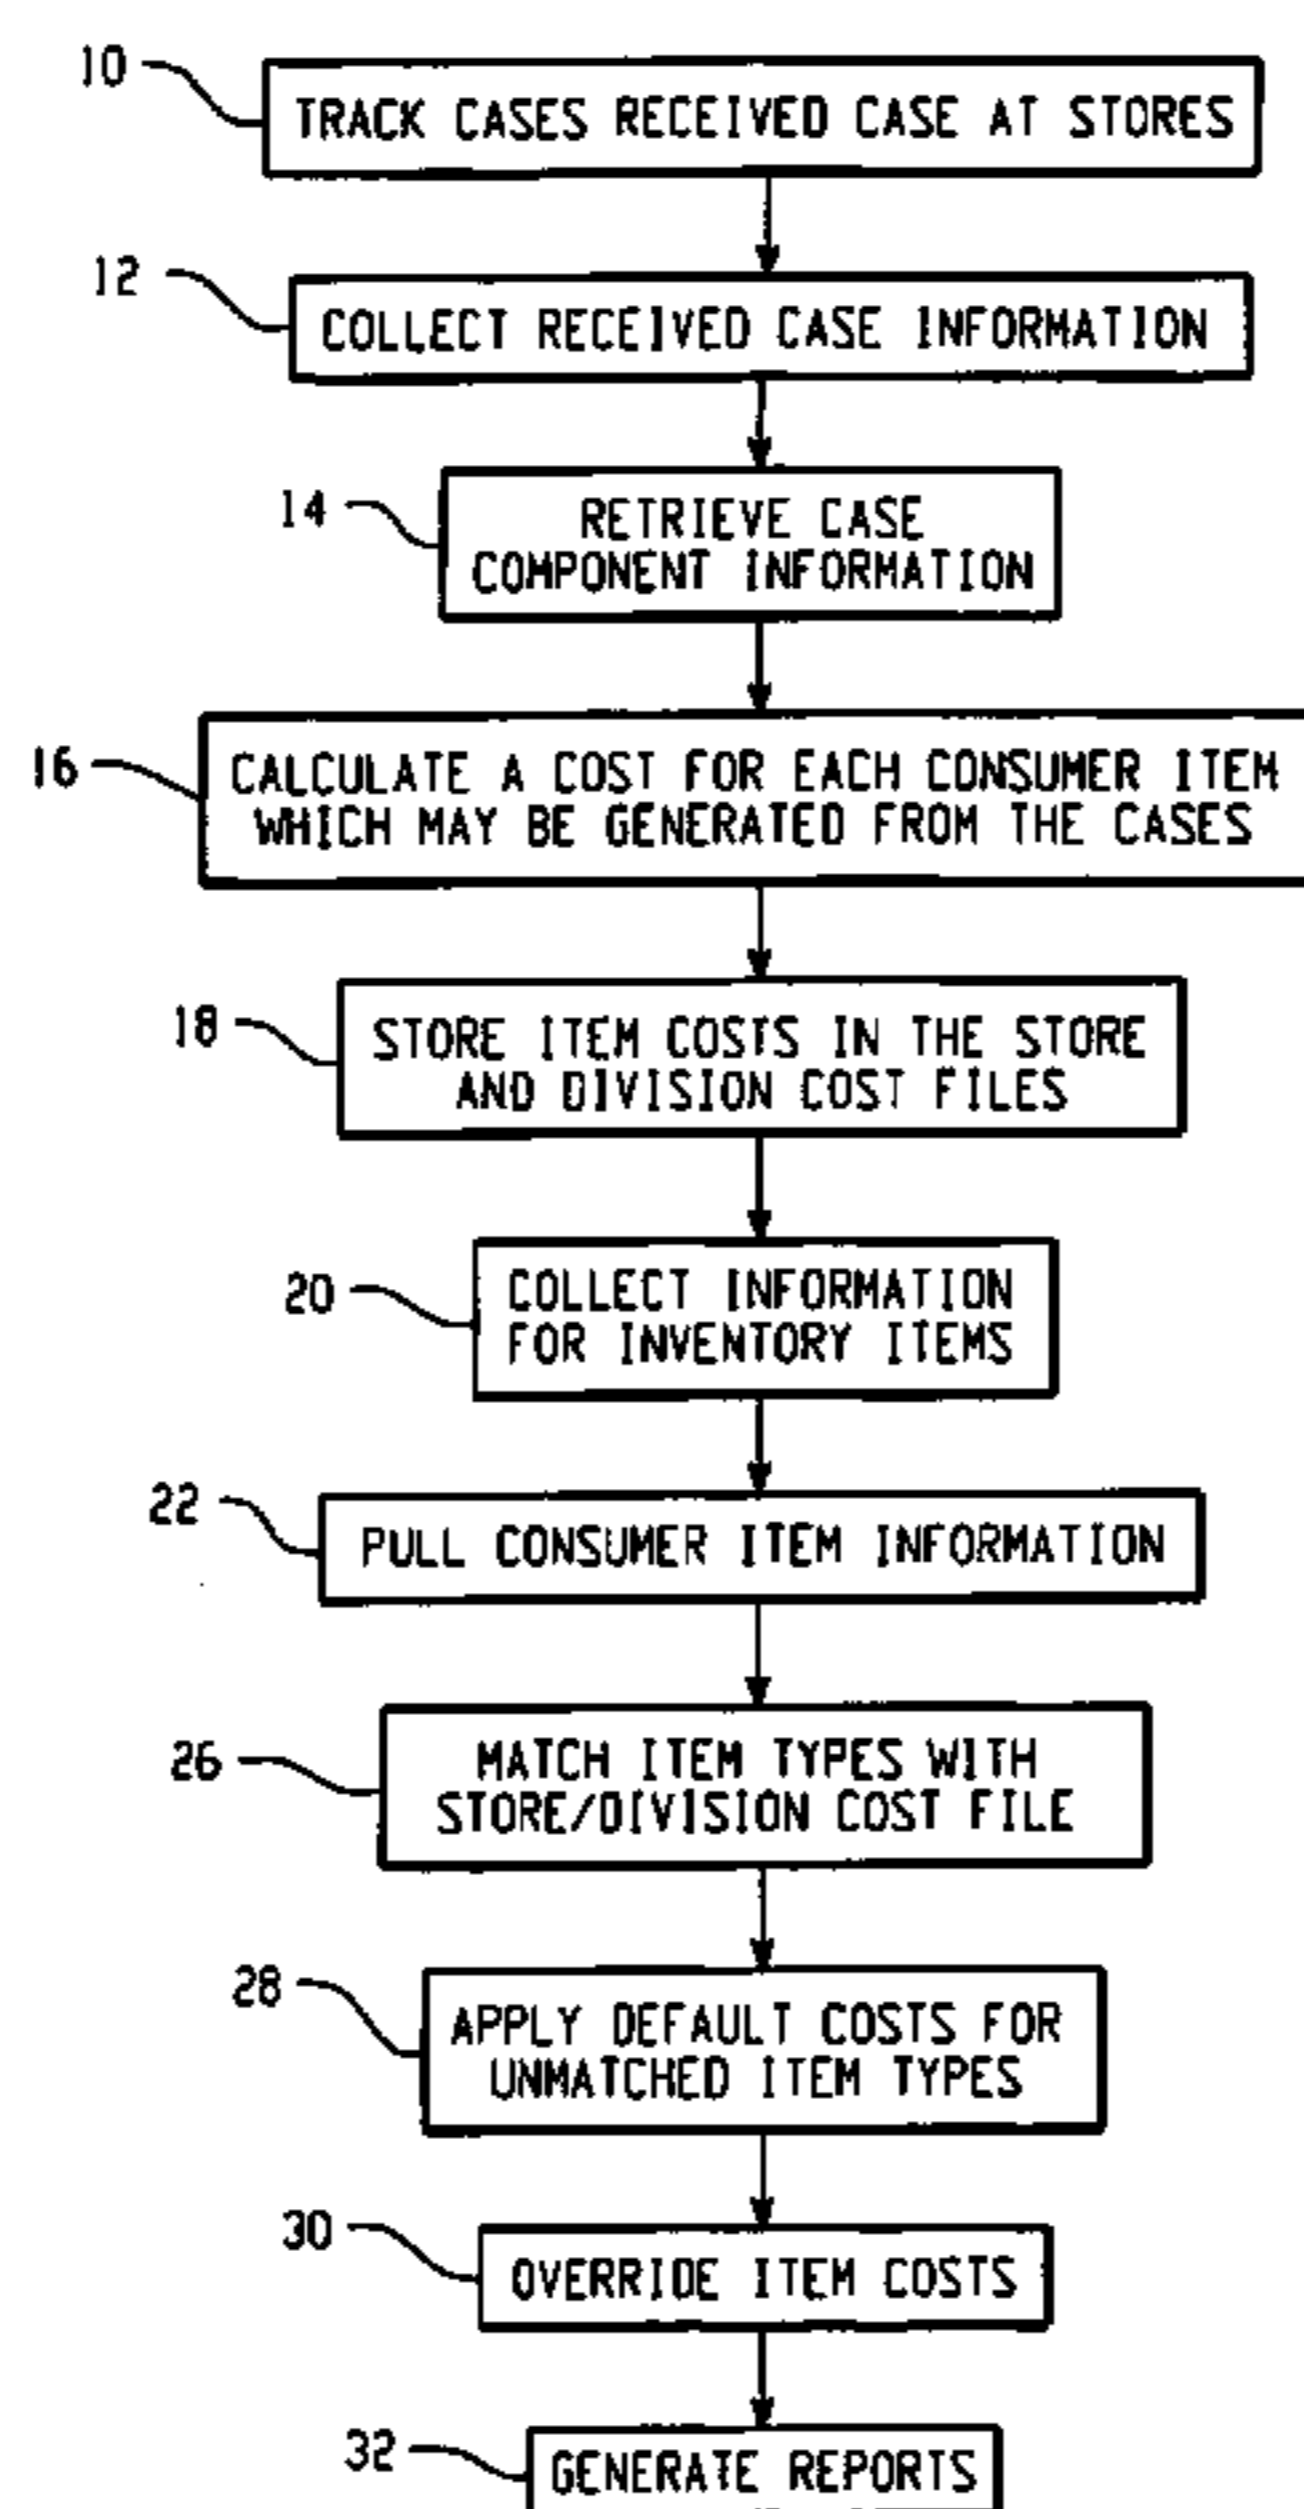 10
TRACK CASES RECEIVED CASE AT STORES
12
COLLECT RECEIVED CASE INFORMATION
14
RETRIEVE CASE
COMPONENT INFORMATION
16
CALCULATE A COST FOR EACH CONSUMER ITEM
WHICH MAY BE GENERATED FROM THE CASES
18
STORE ITEM COSTS IN THE STORE
AND DIVISION COST FILES
20
COLLECT INFORMATION
FOR INVENTORY ITEMS
22
PULL CONSUMER ITEM INFORMATION
26
MATCH ITEM TYPES WITH
STORE/DIVISION COST FILE
28
APPLY DEFAULT COSTS FOR
UNMATCHED ITEM TYPES
30
OVERRIDE ITEM COSTS
32
GENERATE REPORTS